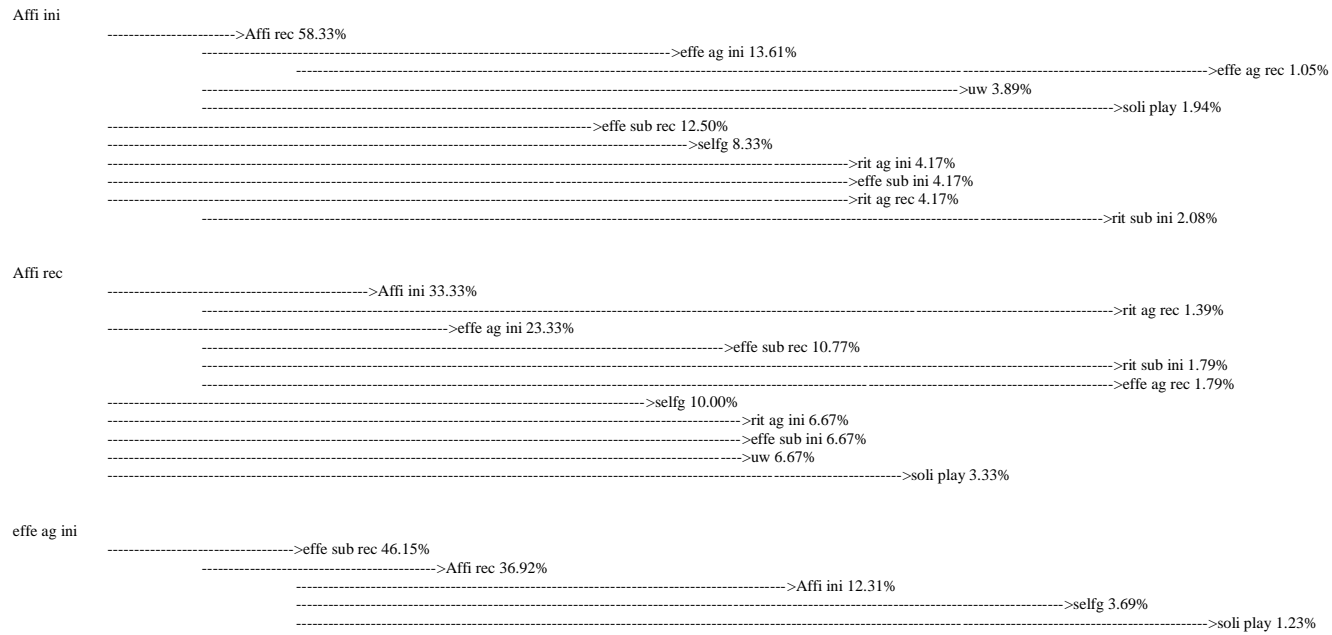 Affi ini
------------------------>Affi rec 58.33%
---------------------------------------------------------------------------------------->effe ag ini 13.61%
--------------------------------------------------------------------------------------------------------------------------------------------------------------------------->effe ag rec 1.05%
---------------------------------------------------------------------------------------------------------------------------------------------->uw 3.89%
--------------------------------------------------------------------------------------------------------------------------------------------------------------------------->soli play 1.94%
------------------------------------------------------------------------------------------->effe sub rec 12.50%
------------------------------------------------------------------------------------------------------------->selfg 8.33%
------------------------------------------------------------------------------------------------------------------------------------------->rit ag ini 4.17%
------------------------------------------------------------------------------------------------------------------------------------------->effe sub ini 4.17%
------------------------------------------------------------------------------------------------------------------------------------------->rit ag rec 4.17%
------------------------------------------------------------------------------------------------------------------------------------------------------------------------->rit sub ini 2.08%
Affi rec
------------------------------------------------->Affi ini 33.33%
--------------------------------------------------------------------------------------------------------------------------------------------------------------------------->rit ag rec 1.39%
---------------------------------------------------------------->effe ag ini 23.33%
-------------------------------------------------------------------------------------------------->effe sub rec 10.77%
--------------------------------------------------------------------------------------------------------------------------------------------------------------------------->rit sub ini 1.79%
--------------------------------------------------------------------------------------------------------------------------------------------------------------------------->effe ag rec 1.79%
----------------------------------------------------------------------------------------------------->selfg 10.00%
----------------------------------------------------------------------------------------------------------------------->rit ag ini 6.67%
----------------------------------------------------------------------------------------------------------------------->effe sub ini 6.67%
----------------------------------------------------------------------------------------------------------------------->uw 6.67%
----------------------------------------------------------------------------------------------------------------------------------------------------->soli play 3.33%
effe ag ini
----------------------------------->effe sub rec 46.15%
-------------------------------------------->Affi rec 36.92%
-------------------------------------------------------------------------------------------->Affi ini 12.31%
------------------------------------------------------------------------------------------------------------------------------------------------>selfg 3.69%
--------------------------------------------------------------------------------------------------------------------------------------------------------------------------->soli play 1.23%